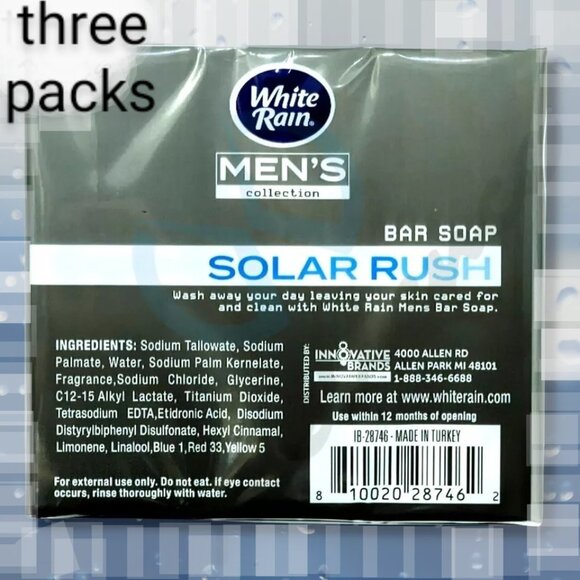 three
packs
White
Rain®
MEN'S
collection
BAR SOAP
SOLAR RUSH
Wash away your day leaving your skin cared for
and clean with White Rain Mens Bar Soap.
INGREDIENTS: Sodium Tallowate, Sodium
Palmate, Water, Sodium Palm Kernelate,
Fragrance,Sodium Chloride, Glycerine,
C12-15 Alkyl Lactate, Titanium Dioxide,
Tetrasodium EDTA,Etidronic Acid, Disodium
Distyrylbiphenyl Disulfonate, Hexyl Cinnamal,
Limonene, Linalool,Blue 1,Red 33,Yellow 5
For external use only. Do not eat. if eye contact
occurs, rinse thoroughly with water.
DISTRIBUTED BY:
INNOVATIVE
BRANDS
4000 ALLEN RD
ALLEN PARK MI 48101
1-888-346-6688
Learn more at www.whiterain.com
Use within 12 months of opening
IB-28746 - MADE IN TURKEY
8 10020 28746 2